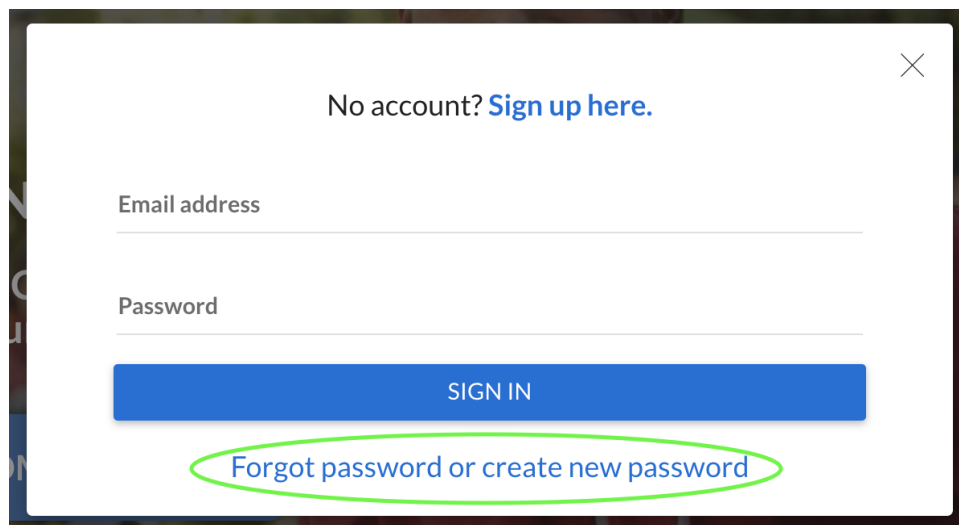 No account? Sign up here.
Email address
Password
SIGN IN
Forgot password or create new password